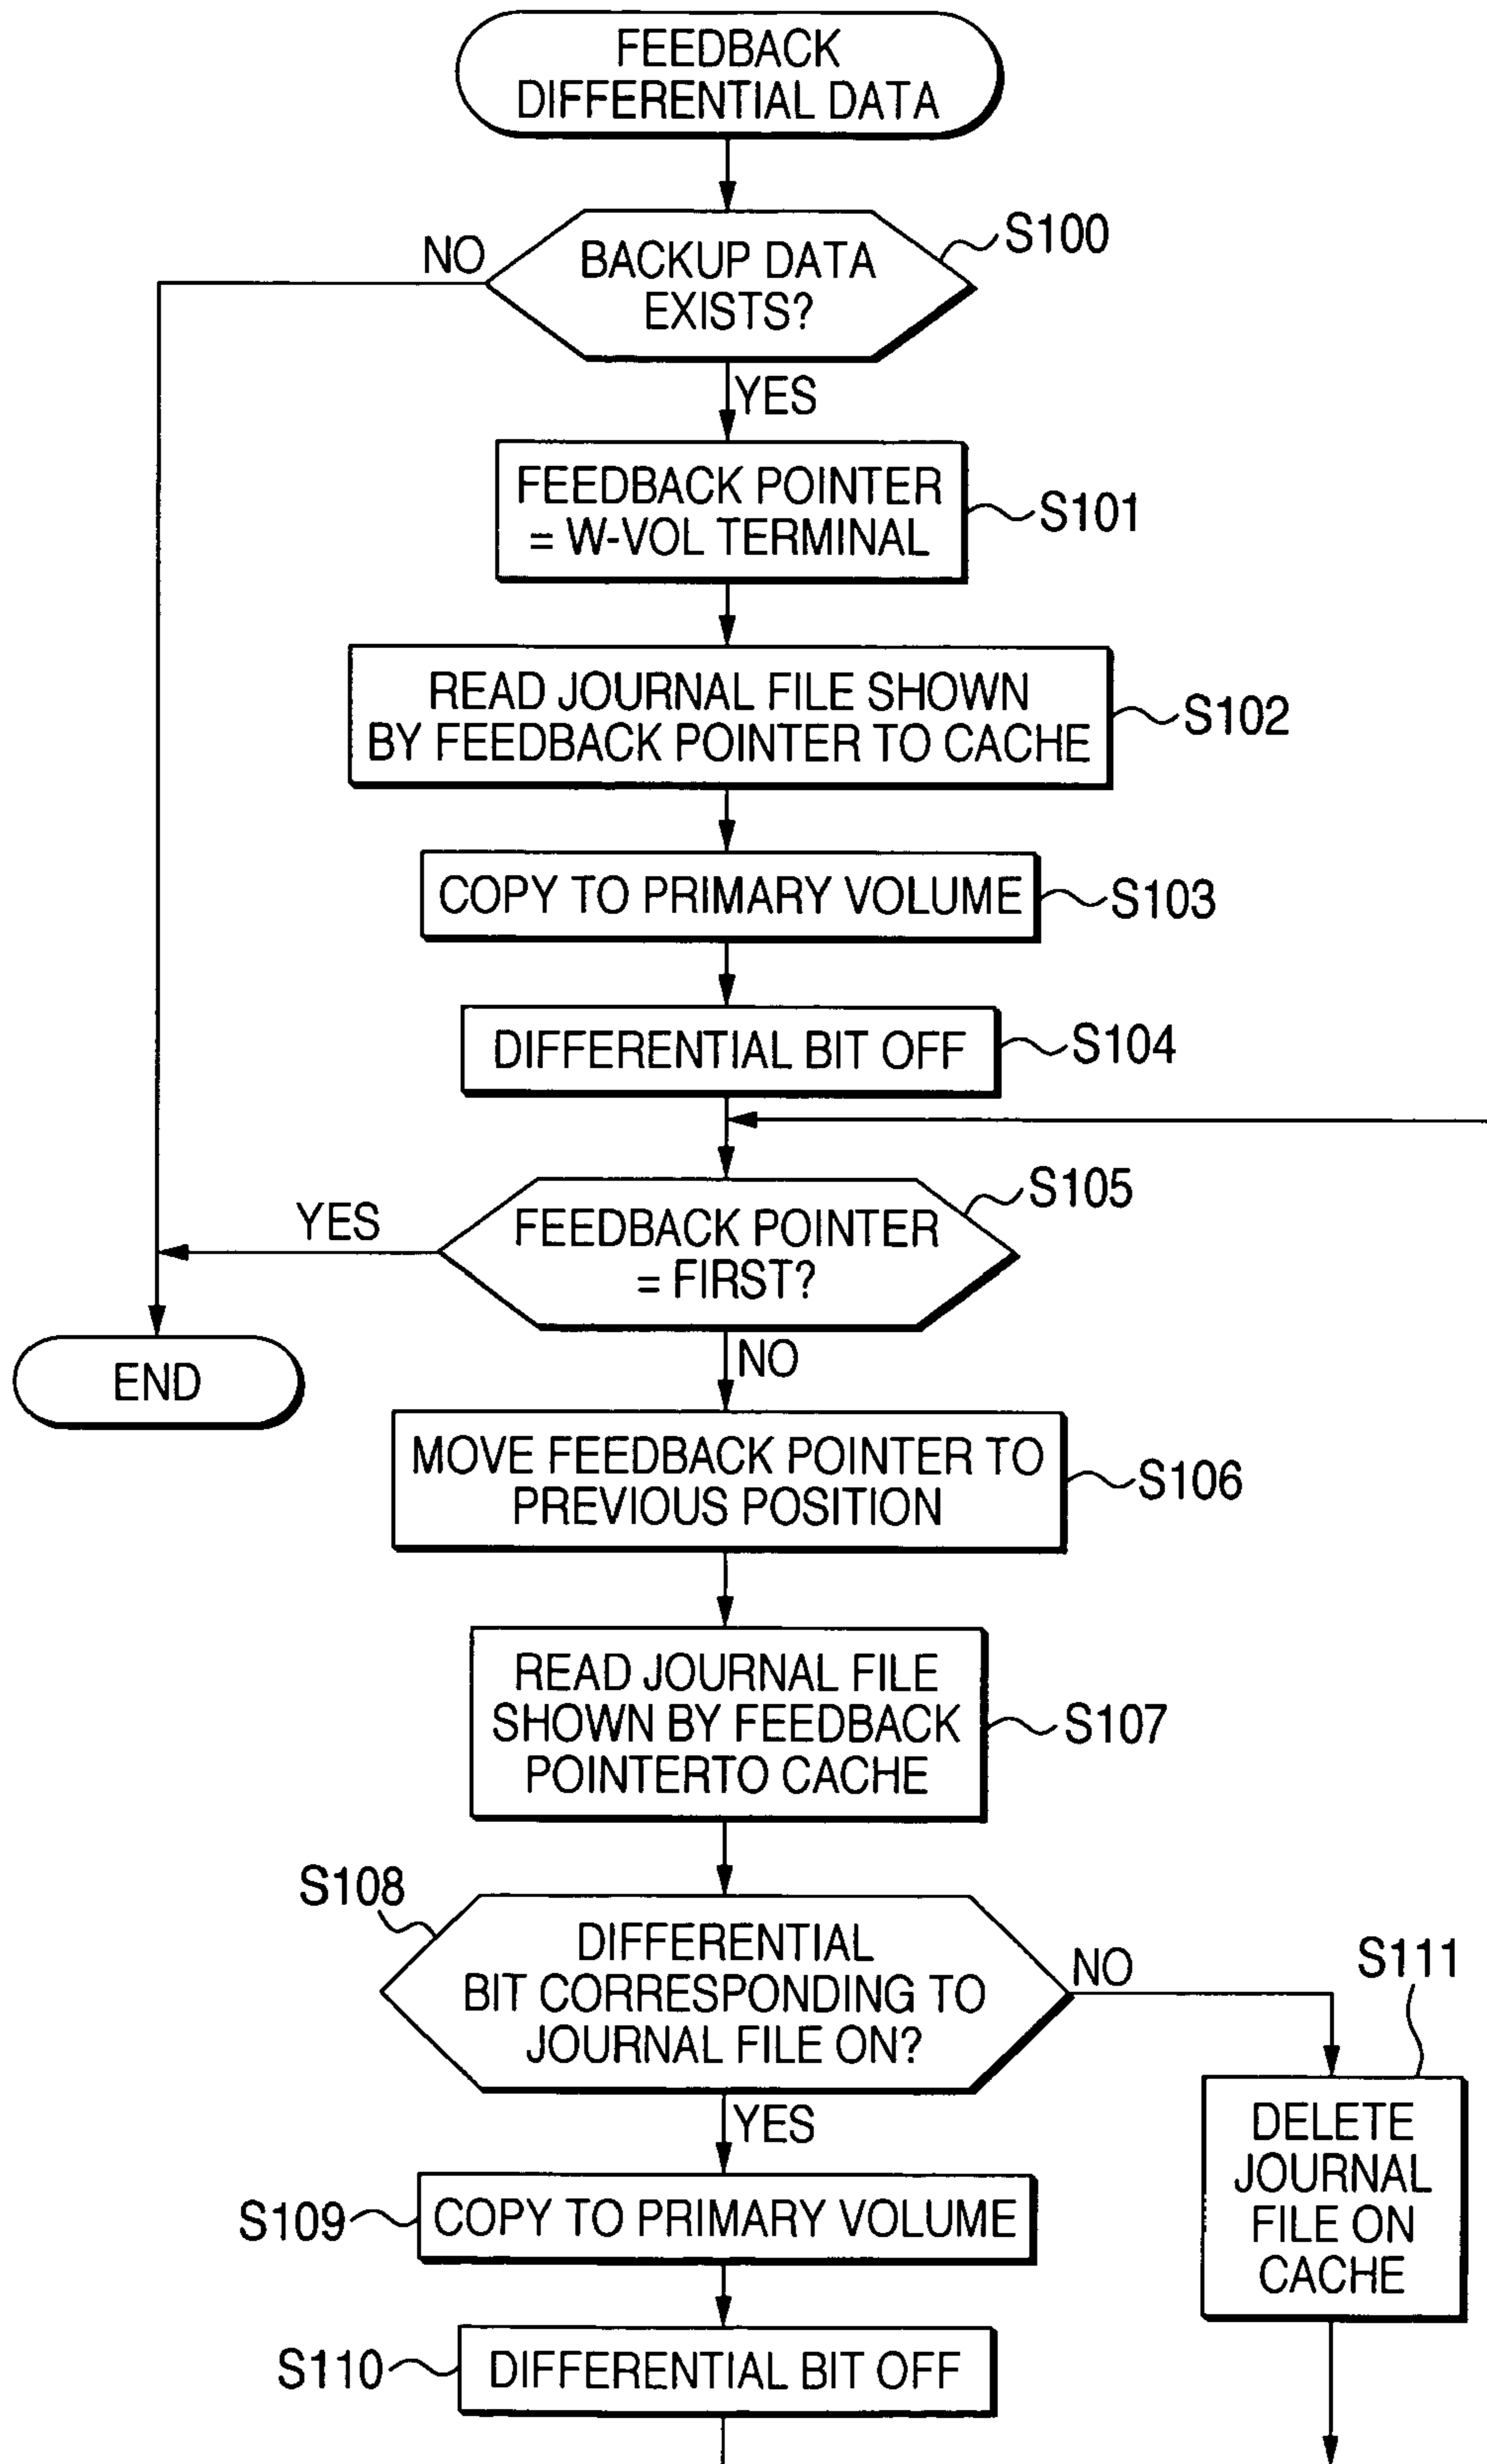 FEEDBACK
DIFFERENTIAL DATA
S100
NO
BACKUP DATA
EXISTS?
YES
FEEDBACK POINTER
= W-VOL TERMINAL
S101
READ JOURNAL FILE SHOWN
BY FEEDBACK POINTER TO CACHE
S102
COPY TO PRIMARY VOLUME
S103
DIFFERENTIAL BIT OFF
S104
S105
YES
FEEDBACK POINTER
= FIRST?
END
NO
MOVE FEEDBACK POINTER TO
PREVIOUS POSITION
S106
READ JOURNAL FILE
SHOWN BY FEEDBACK
POINTERTO CACHE
S107
S108
DIFFERENTIAL
BIT CORRESPONDING TO
JOURNAL FILE ON?
NO
S111
YES
DELETE
JOURNAL
FILE ON
CACHE
S109
COPY TO PRIMARY VOLUME
S110
DIFFERENTIAL BIT OFF